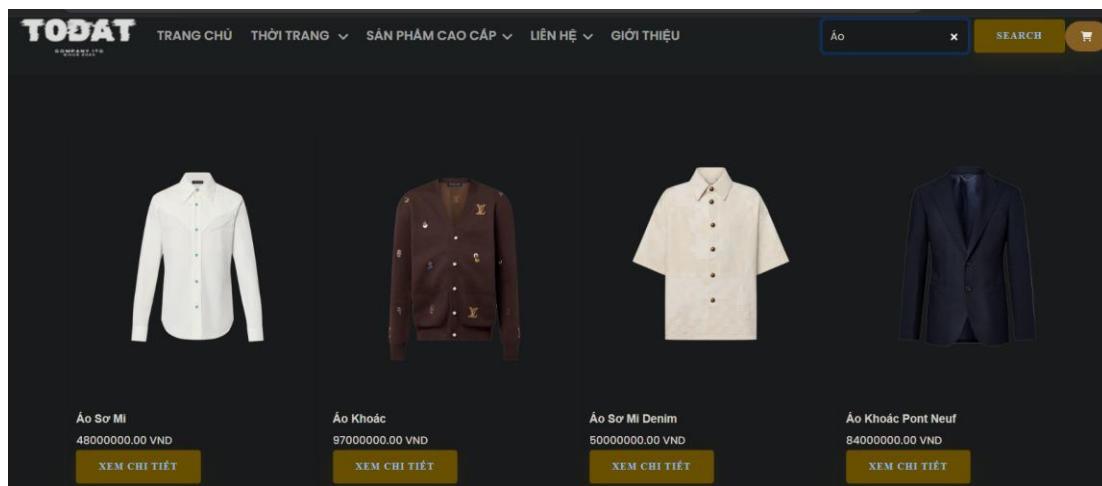 TODAT
COMPANY ITG
TRANG CHỦ THỜI TRANG SẢN PHẨM CAO CẤP LIÊN HỆ GIỚI THIỆU
Áo
SEARCH
Áo Sơ Mi
48000000.00 VND
XEM CHI TIẾT
Áo Khoác
97000000.00 VND
XEM CHI TIẾT
Áo Sơ Mi Denim
50000000.00 VND
XEM CHI TIẾT
Áo Khoác Pont Neuf
84000000.00 VND
XEM CHI TIẾT